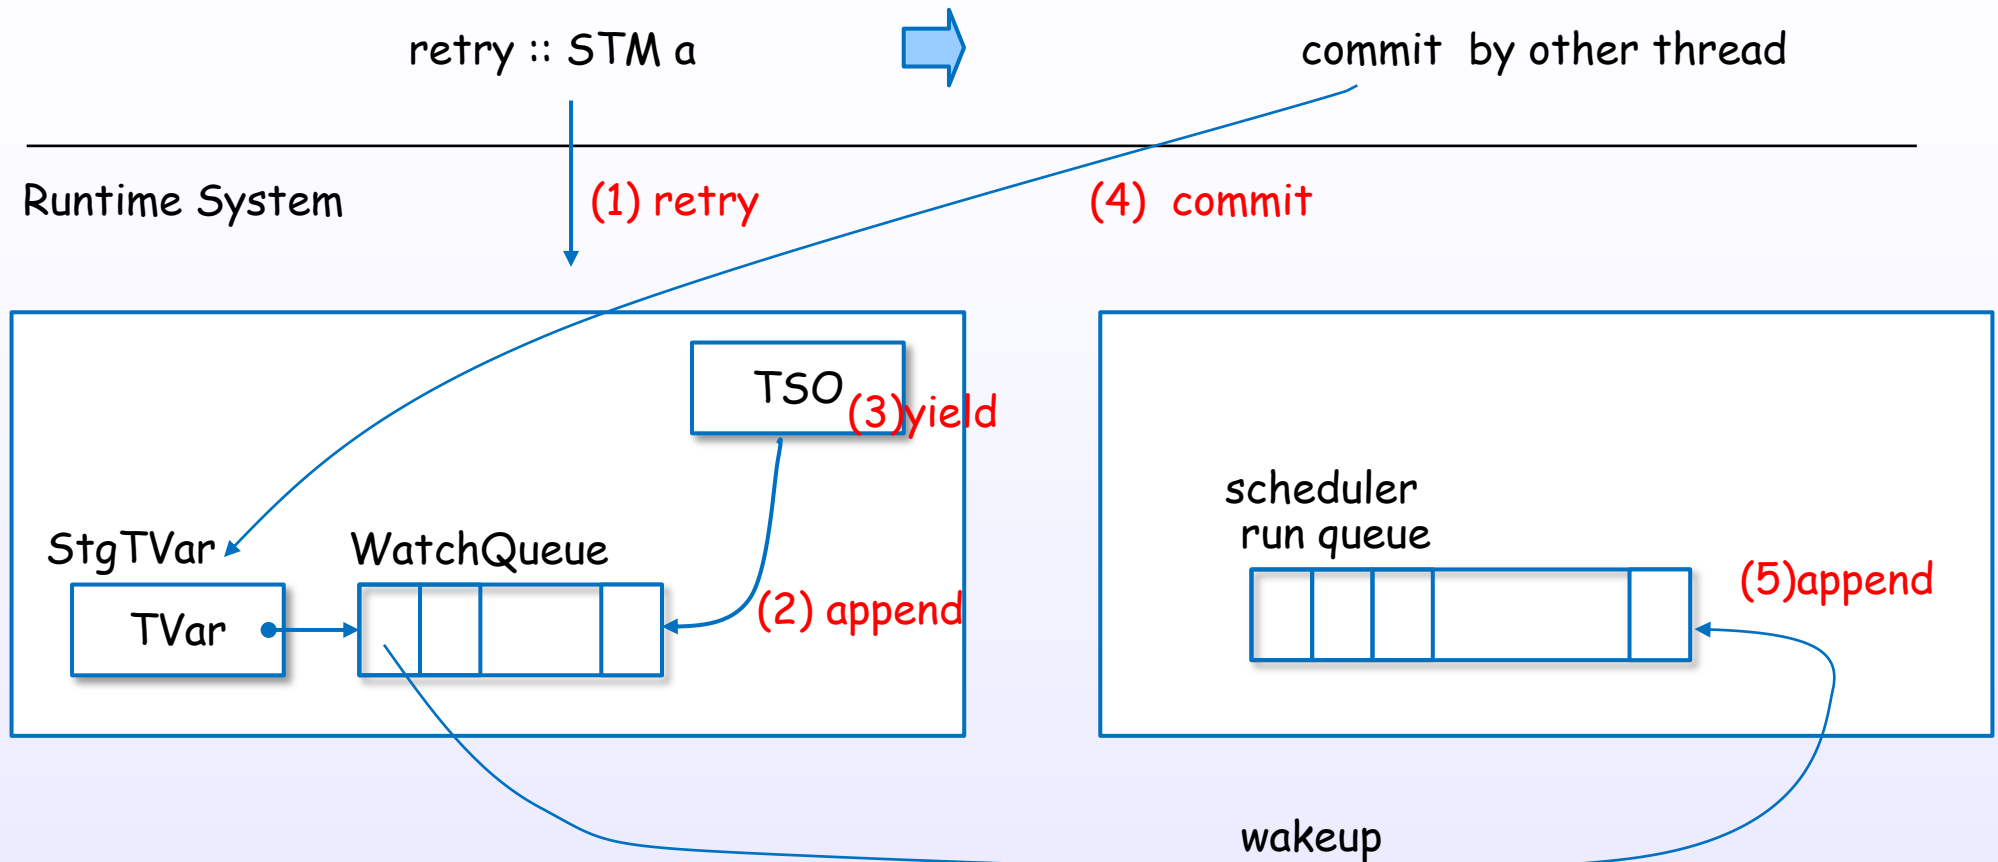 retry :: STM a
commit by other thread
Runtime System
(1) retry
(4) commit
TSO
(3)yield
StgTVar
WatchQueue
TVar
(2) append
scheduler
run queue
(5)append
wakeup